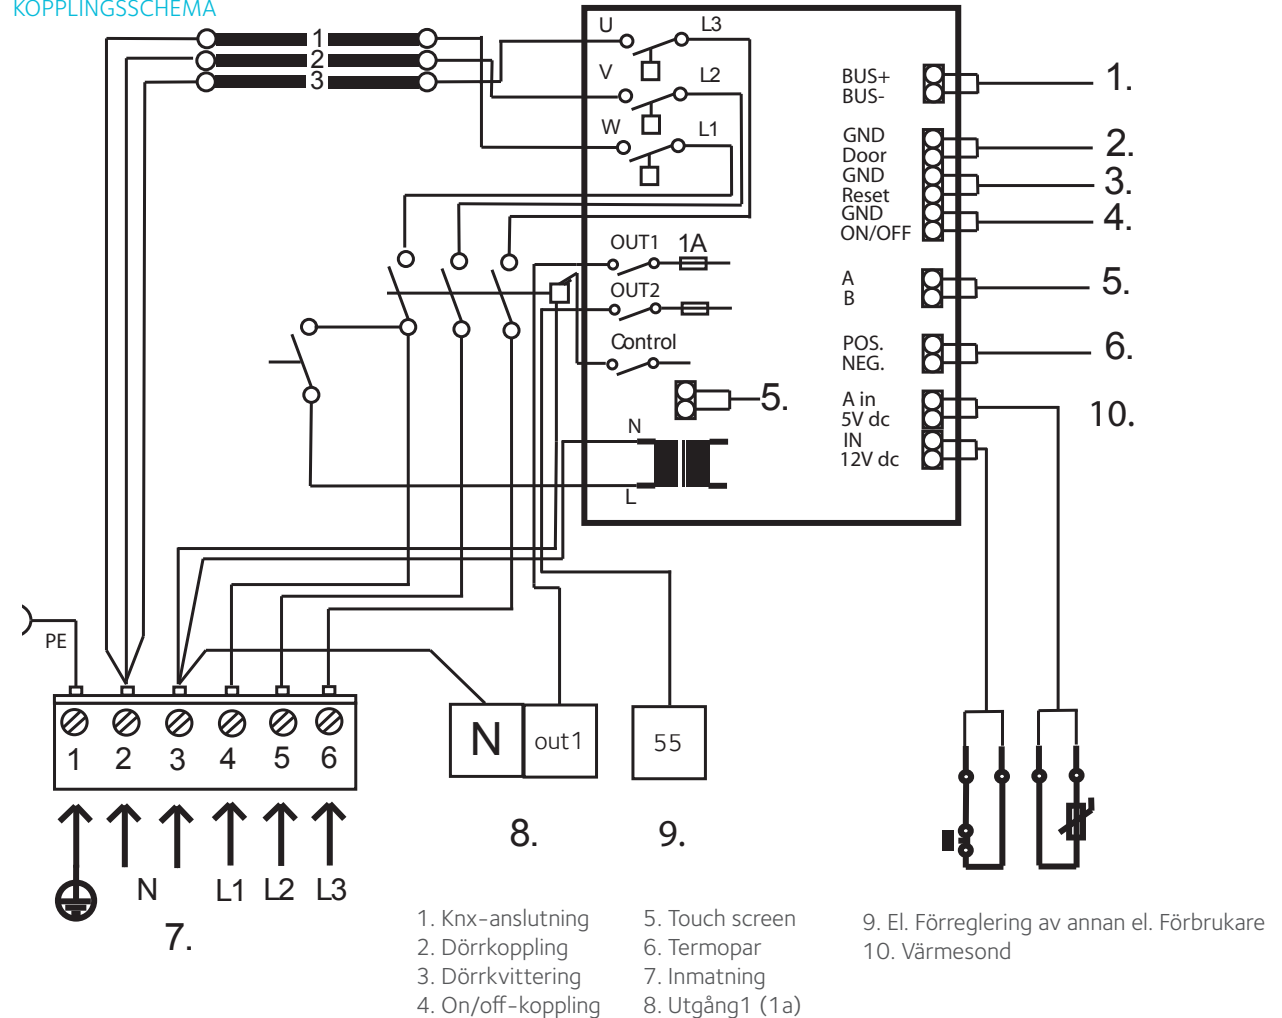 KOPPLINGSSCHEMA
1
2
3
U
L3
V
L2
W
L1
OUT1
1A
OUT2
Control
5.
N
L
BUS+
BUS-
GND
Door
GND
Reset
GND
ON/OFF
A
B
POS.
NEG.
A in
5V dc
IN
12V dc
1.
2.
3.
4.
5.
6.
10.
PE
1
2
3
4
5
6
N
L1
L2
L3
7.
N
out1
8.
55
9.
1. Knx-anslutning
2. Dörrkoppling
3. Dörrkvittering
4. On/off-koppling
5. Touch screen
6. Termopar
7. Inmatning
8. Utgång1 (1a)
9. El. Förreglering av annan el. Förbrukare
10. Värmesond